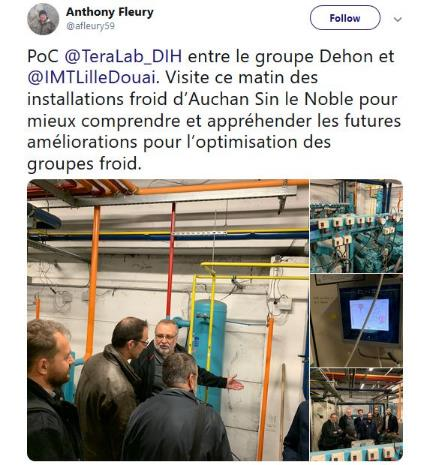 Anthony Fleury
@afleury59
Follow
PoC @TeraLab_DIH entre le groupe Dehon et
@IMTLilleDouai. Visite ce matin des
installations froid d’Auchan Sin le Noble pour
mieux comprendre et appréhender les futures
améliorations pour l’optimisation des
groupes froid.